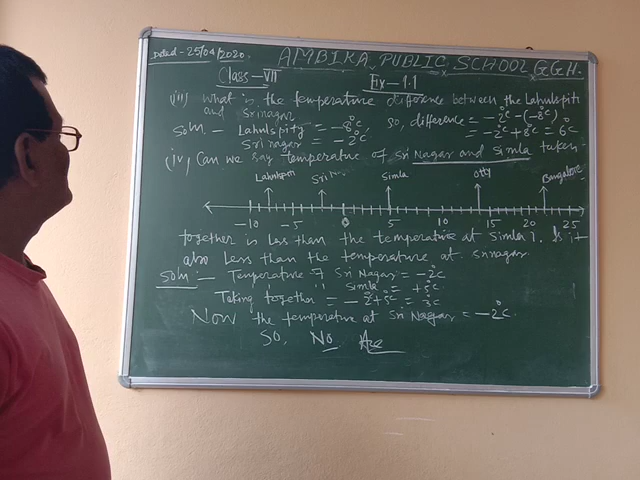 Dated - 25/04/2020.
AMBIKA PUBLIC SCHOOL GGH.
Class - VII
Ex - 1.1
(iii) what is the temperature difference between the Lahulspiti
and Srinagar
Soln. - Lahulspity = -8°C, so, difference = -2°C - (-8°C)
Srinagar = -2°C = -2°C + 8°C = 6°C
(iv) Can we say temperature of Sri Nagar and Simla taken
Lahulspiti Sri Simla Otty Bangalore
-10 -5 0 5 10 15 20 25
together is Less than the temperature at Simla? Is it
also Less than the temperature at Srinagar.
Soln :- Temperature of Sri Nagar = -2°C
" " Simla = +5°C
Taking together = -2°+5°C = 3°C
Now the temperature at Sri Nagar = -2°C.
So, No Ans